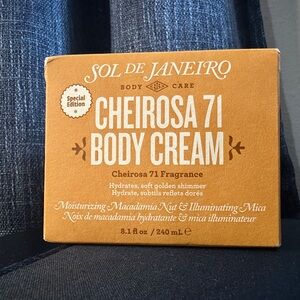 SOL DE JANEIRO
BODY CARE
Special
Edition
CHEIROSA 71
BODY CREAM
Cheirosa 71 Fragrance
Hydrates, soft golden shimmer
Hydrate, subtils reflets dorés
Moisturizing Macadamia Nut & Illuminating Mica
Noix de macadamia hydratante & mica illuminateur
8.1 fl oz / 240 mL ℮